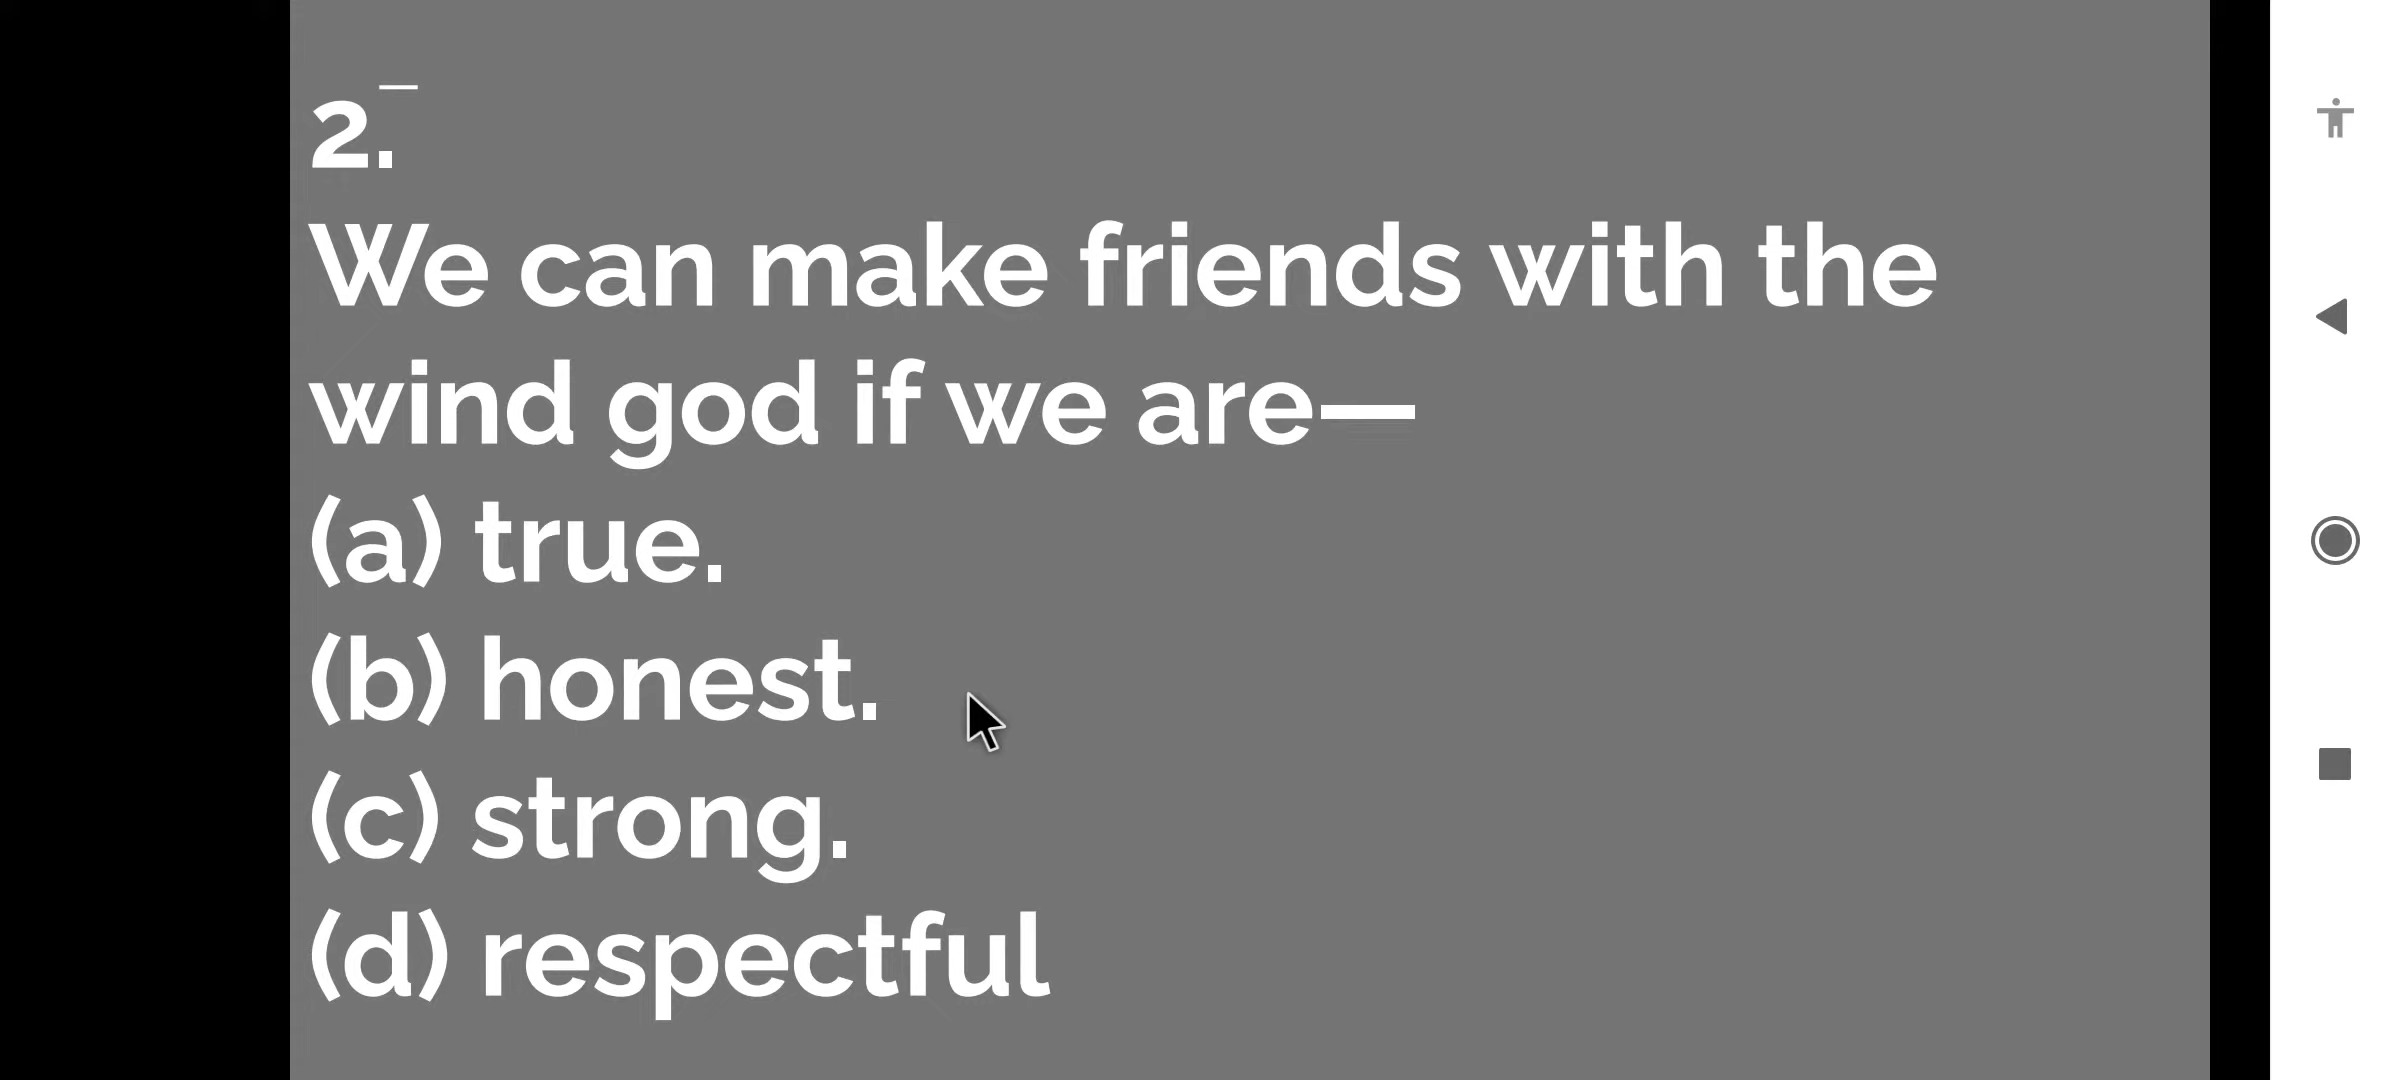 2.
We can make friends with the
wind god if we are—
(a) true.
(b) honest.
(c) strong.
(d) respectful